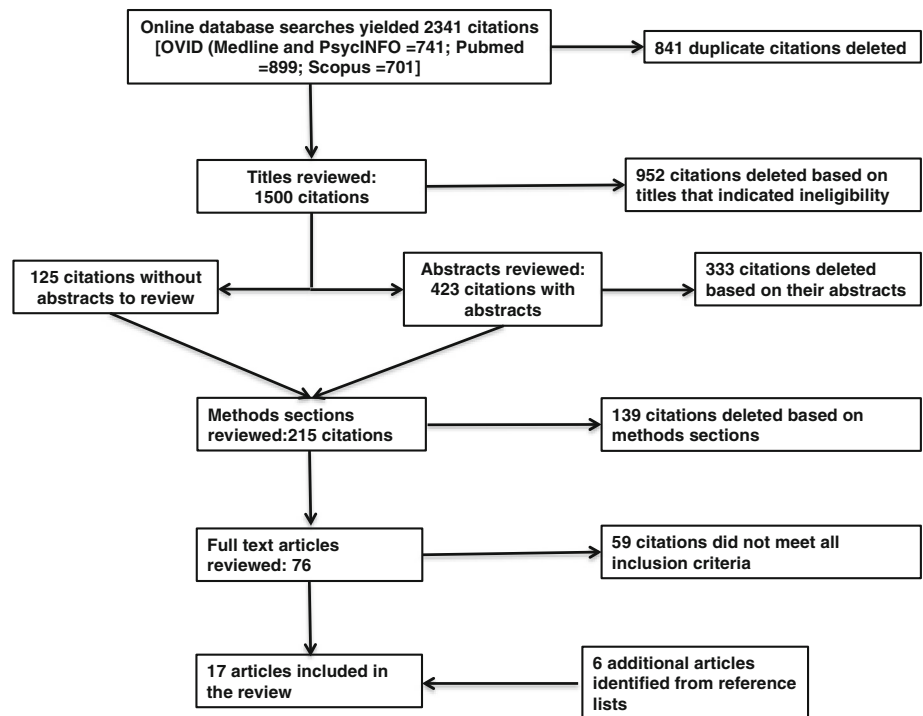 Online database searches yielded 2341 citations
[OVID (Medline and PsycINFO =741; Pubmed
=899; Scopus =701]
841 duplicate citations deleted
Titles reviewed:
1500 citations
952 citations deleted based on
titles that indicated ineligibility
125 citations without
abstracts to review
Abstracts reviewed:
423 citations with
abstracts
333 citations deleted
based on their abstracts
Methods sections
reviewed:215 citations
139 citations deleted based on
methods sections
Full text articles
reviewed: 76
59 citations did not meet all
inclusion criteria
17 articles included in
the review
6 additional articles
identified from reference
lists